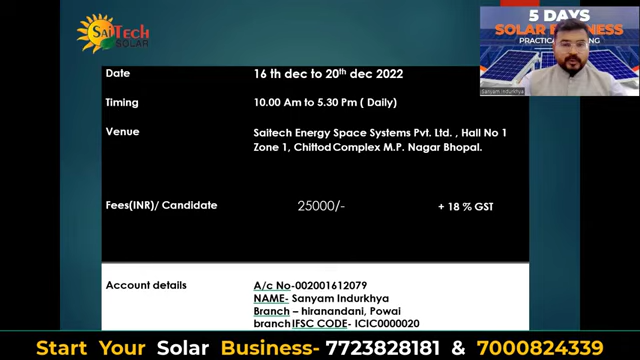 SaiTech
SOLAR
5 DAYS
SOLAR BUSINESS
Sanyam Indurkhya
Date 16 th dec to 20th dec 2022
Timing 10.00 Am to 5.30 Pm ( Daily)
Venue Saitech Energy Space Systems Pvt. Ltd. , Hall No 1
Zone 1, Chittod Complex M.P. Nagar Bhopal.
Fees(INR)/ Candidate 25000/- + 18 % GST
Account details A/c No-002001612079
NAME- Sanyam Indurkhya
Branch – hiranandani, Powai
branch IFSC CODE- ICIC0000020
Start Your Solar Business- 7723828181 & 7000824339